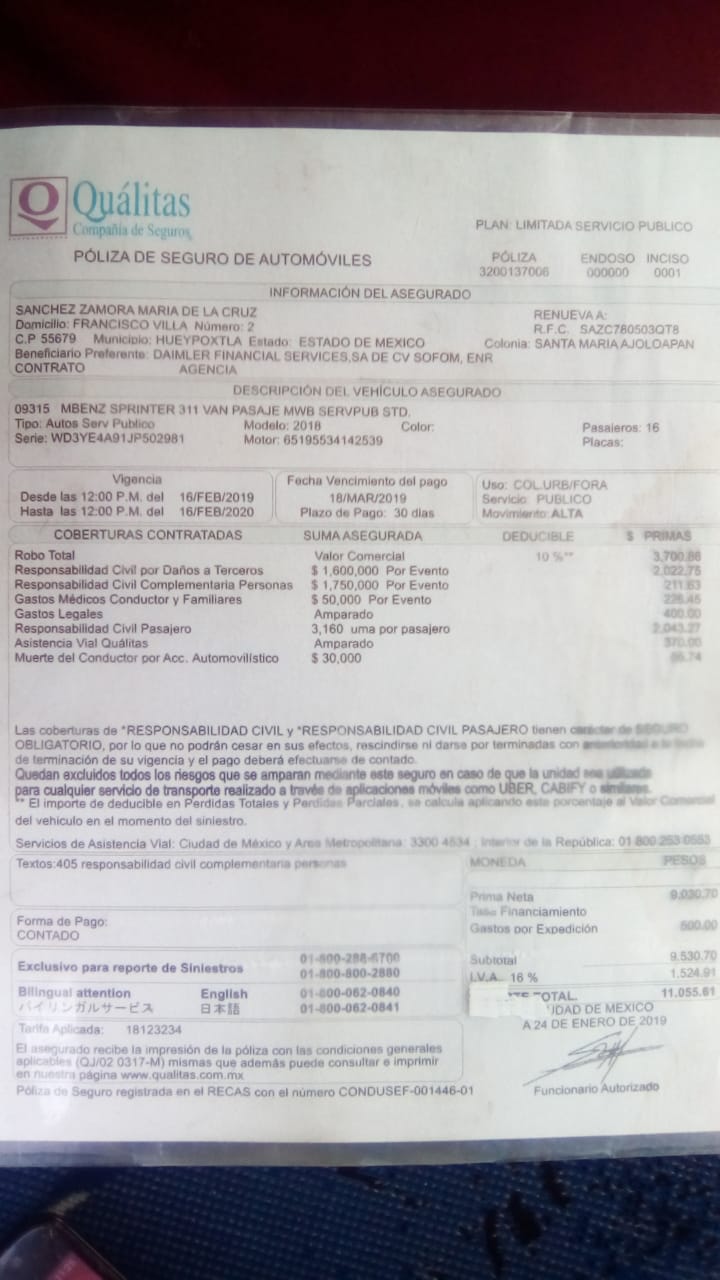 Quálitas
Compañía de Seguros
PLAN: LIMITADA SERVICIO PUBLICO
PÓLIZA DE SEGURO DE AUTOMÓVILES
PÓLIZA ENDOSO INCISO
3200137006 000000 0001
INFORMACIÓN DEL ASEGURADO
SANCHEZ ZAMORA MARIA DE LA CRUZ
RENUEVA A:
Domicilio: FRANCISCO VILLA Número: 2
R.F.C. SAZC780503QT8
C.P 55679 Municipio: HUEYPOXTLA Estado: ESTADO DE MEXICO Colonia: SANTA MARIA AJOLOAPAN
Beneficiario Preferente: DAIMLER FINANCIAL SERVICES,SA DE CV SOFOM, ENR
CONTRATO AGENCIA
DESCRIPCIÓN DEL VEHÍCULO ASEGURADO
09315 MBENZ SPRINTER 311 VAN PASAJE MWB SERVPUB STD.
Tipo: Autos Serv Publico Modelo: 2018 Color: Pasajeros: 16
Serie: WD3YE4A91JP502981 Motor: 65195534142539 Placas:
Vigencia
Desde las 12:00 P.M. del 16/FEB/2019
Hasta las 12:00 P.M. del 16/FEB/2020
Fecha Vencimiento del pago
18/MAR/2019
Plazo de Pago: 30 dias
Uso: COL.URB/FORA
Servicio: PUBLICO
Movimiento: ALTA
COBERTURAS CONTRATADAS SUMA ASEGURADA DEDUCIBLE $ PRIMAS
Robo Total Valor Comercial 10 %** 3,700.86
Responsabilidad Civil por Daños a Terceros $ 1,600,000 Por Evento 2,022.75
Responsabilidad Civil Complementaria Personas $ 1,750,000 Por Evento 211.63
Gastos Médicos Conductor y Familiares $ 50,000 Por Evento 226.45
Gastos Legales Amparado 400.00
Responsabilidad Civil Pasajero 3,160 uma por pasajero 2,043.27
Asistencia Vial Quálitas Amparado 370.00
Muerte del Conductor por Acc. Automovilístico $ 30,000
Las coberturas de *RESPONSABILIDAD CIVIL y *RESPONSABILIDAD CIVIL PASAJERO tienen carácter de SEGURO
OBLIGATORIO, por lo que no podrán cesar en sus efectos, rescindirse ni darse por terminadas con anterioridad a la fecha
de terminación de su vigencia y el pago deberá efectuarse de contado.
Quedan excluidos todos los riesgos que se amparan mediante este seguro en caso de que la unidad sea utilizada
para cualquier servicio de transporte realizado a través de aplicaciones móviles como UBER, CABIFY o similares.
** El importe de deducible en Perdidas Totales y Perdidas Parciales, se calcula aplicando este porcentaje al Valor Comercial
del vehiculo en el momento del siniestro.
Servicios de Asistencia Vial: Ciudad de México y Area Metropolitana: 3300 4534 ; Interior de la República: 01 800 253 0553
Textos:405 responsabilidad civil complementaria personas
MONEDA PESOS
Prima Neta 9,030.70
Tasa Financiamiento
Gastos por Expedición 500.00
Forma de Pago:
CONTADO
Subtotal 9,530.70
I.V.A. 16 % 1,524.91
TOTAL. 11,055.61
Exclusivo para reporte de Siniestros 01-800-288-6700
01-800-800-2880
Bilingual attention English 01-800-062-0840
バイリンガルサービス 日本語 01-800-062-0841
Tarifa Aplicada: 18123234
UDAD DE MEXICO
A 24 DE ENERO DE 2019
El asegurado recibe la impresión de la póliza con las condiciones generales
aplicables (QJ/02 0317-M) mismas que además puede consultar e imprimir
en nuestra página www.qualitas.com.mx
Funcionario Autorizado
Póliza de Seguro registrada en el RECAS con el número CONDUSEF-001446-01